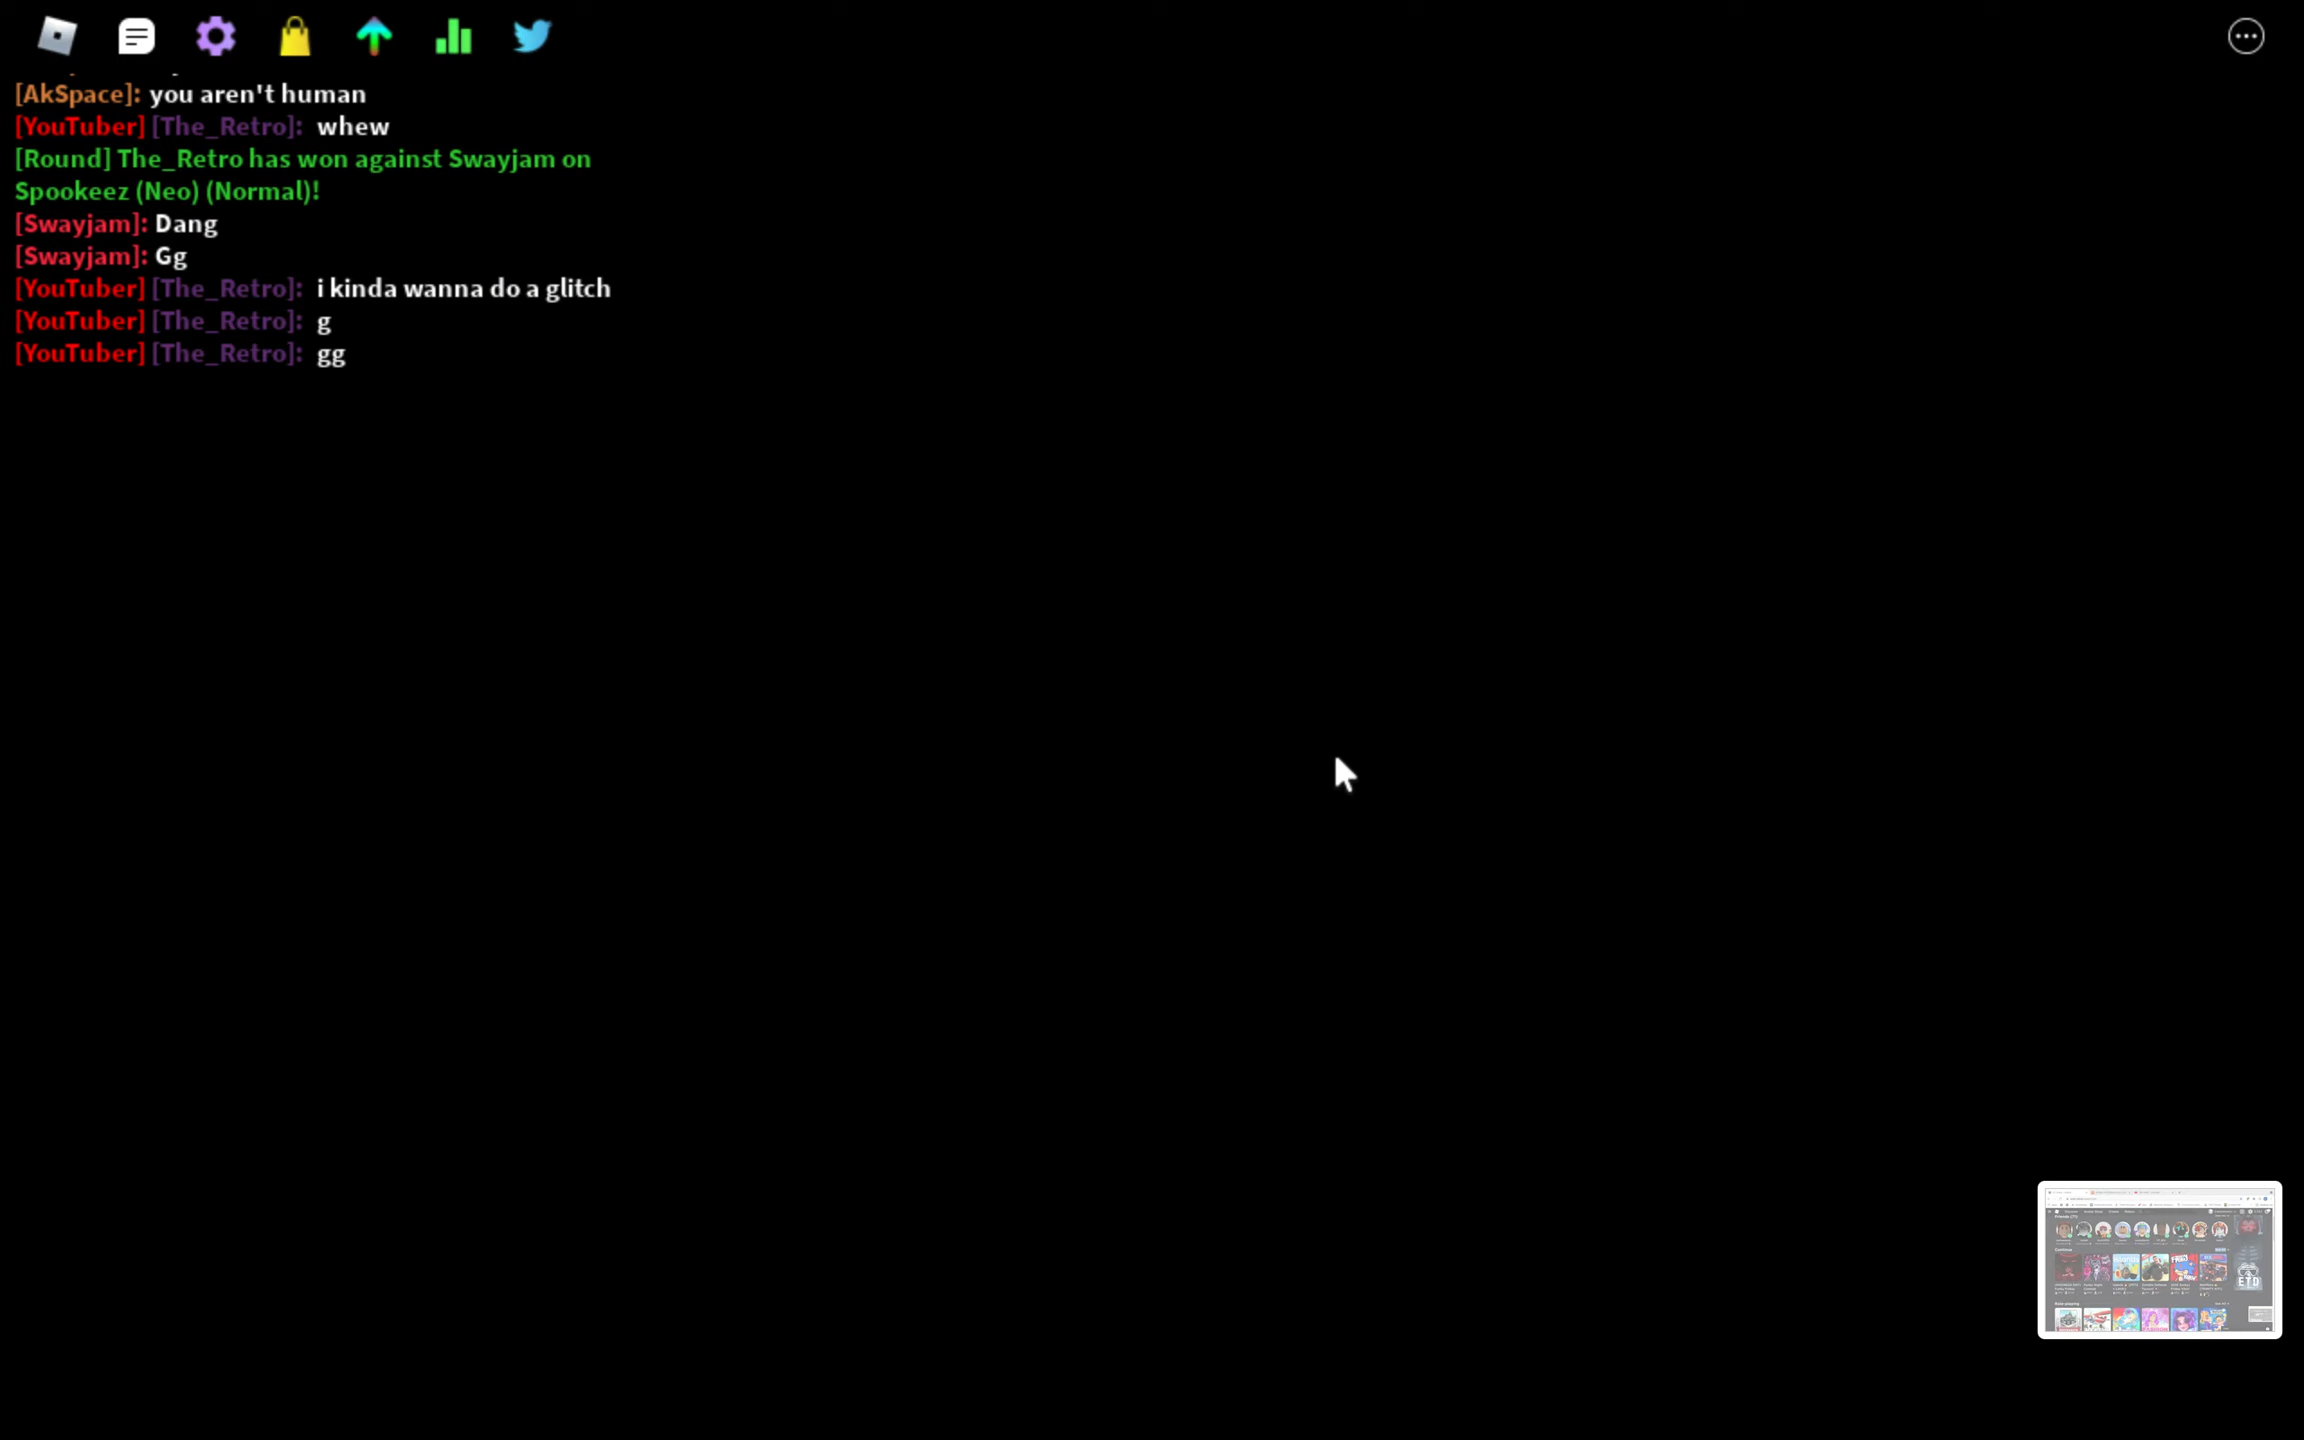 [AkSpace]: you aren't human
[YouTuber] [The_Retro]: whew
[Round] The_Retro has won against Swayjam on
Spookeez (Neo) (Normal)!
[Swayjam]: Dang
[Swayjam]: Gg
[YouTuber] [The_Retro]: i kinda wanna do a glitch
[YouTuber] [The_Retro]: g
[YouTuber] [The_Retro]: gg
ETD